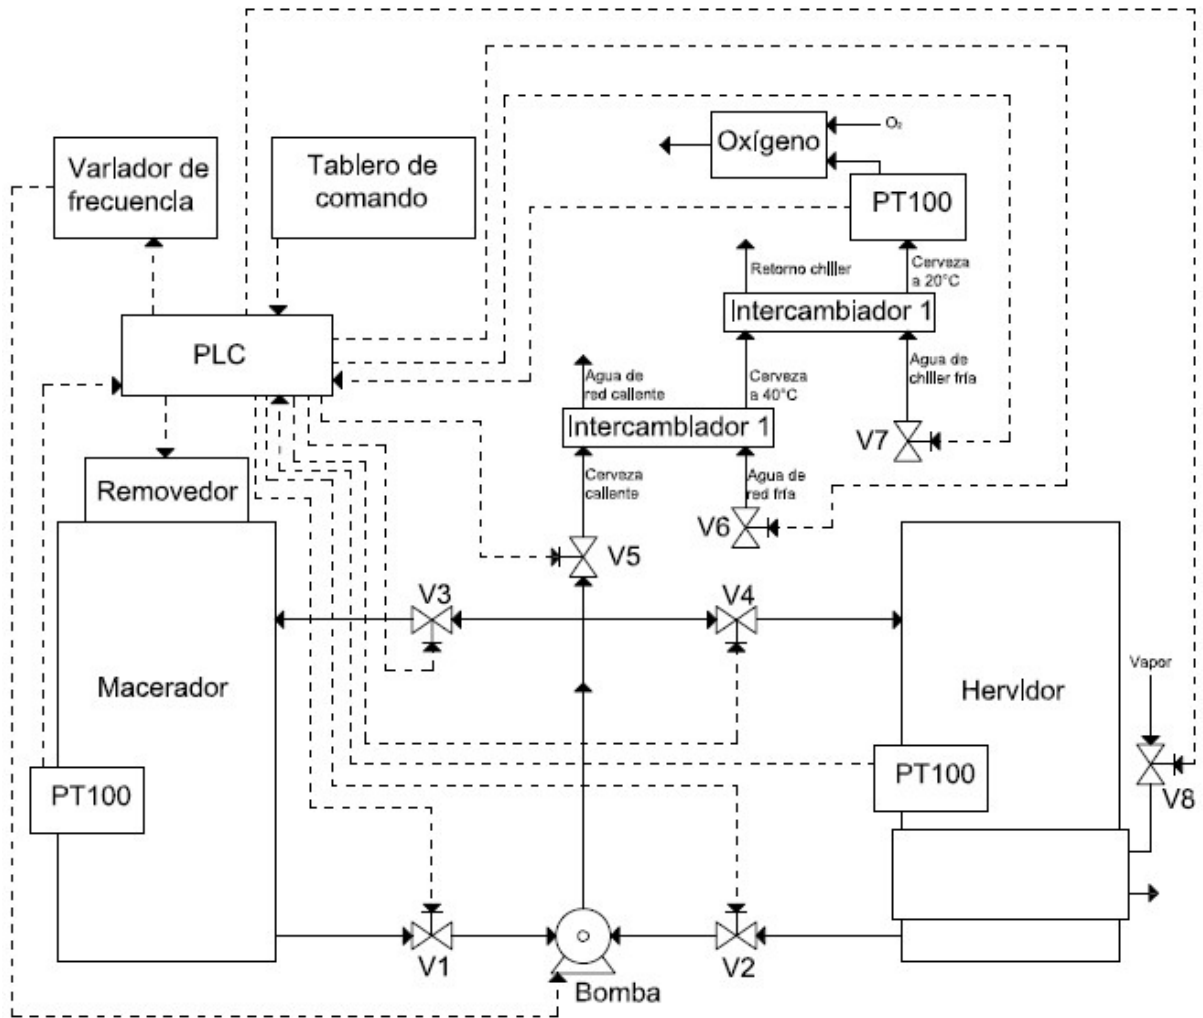 Variador de
frecuencia
Tablero de
comando
Oxígeno
O₂
PT100
Retorno chiller
Cerveza
a 20°C
Intercambiador 1
PLC
Agua de
red caliente
Cerveza
a 40°C
Agua de
chiller fría
Intercambiador 1
V7
Removedor
Cerveza
caliente
Agua de
red fría
V6
V5
V3
V4
Macerador
Hervidor
Vapor
PT100
PT100
V8
V1
V2
Bomba